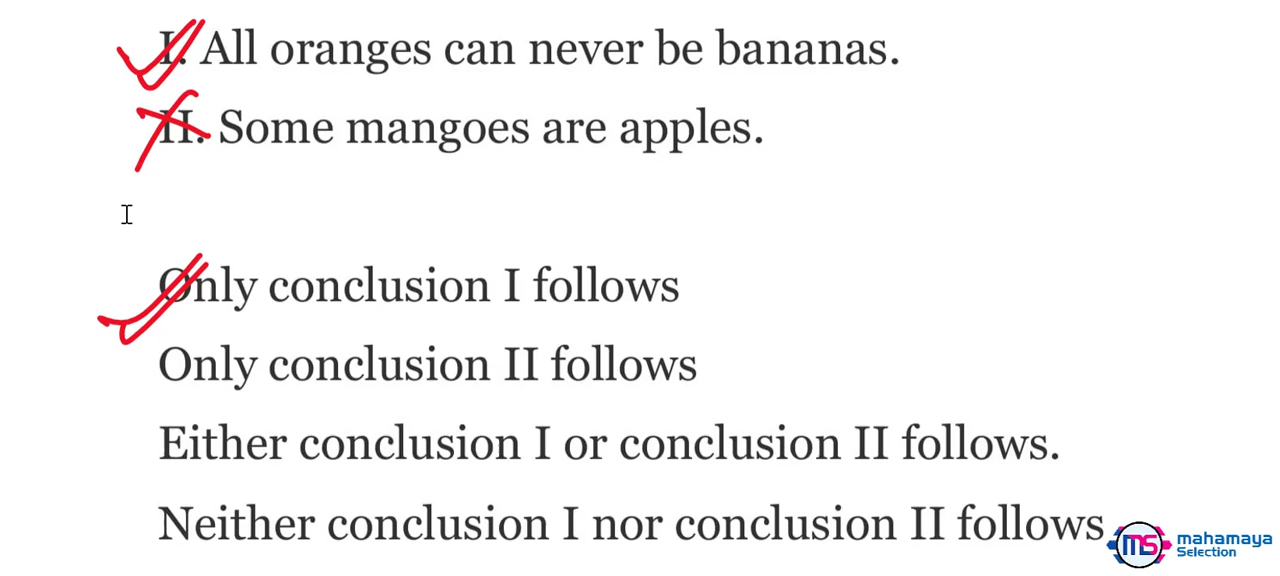 I. All oranges can never be bananas.
II. Some mangoes are apples.
Only conclusion I follows
Only conclusion II follows
Either conclusion I or conclusion II follows.
Neither conclusion I nor conclusion II follows
MS mahamaya
Selection